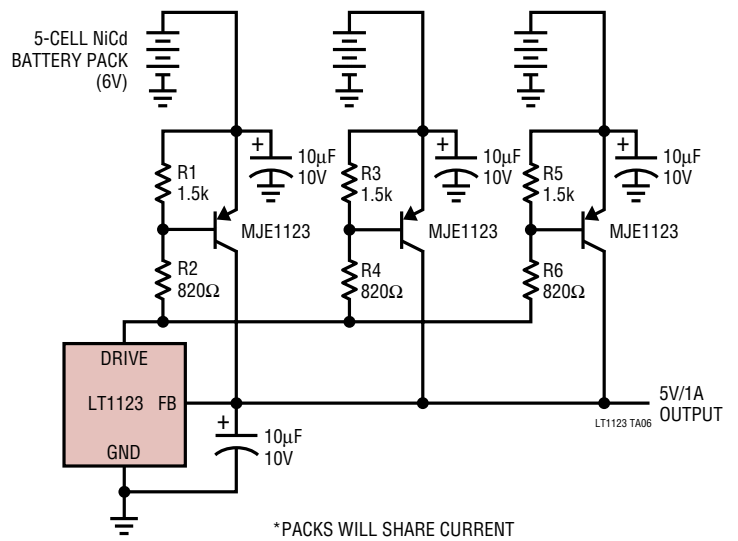 5-CELL NiCd
BATTERY PACK
(6V)
+
10µF
10V
R1
1.5k
MJE1123
R2
820Ω
+
10µF
10V
R3
1.5k
MJE1123
R4
820Ω
+
10µF
10V
R5
1.5k
MJE1123
R6
820Ω
DRIVE
LT1123
FB
GND
+
10µF
10V
5V/1A
OUTPUT
LT1123 TA06
*PACKS WILL SHARE CURRENT